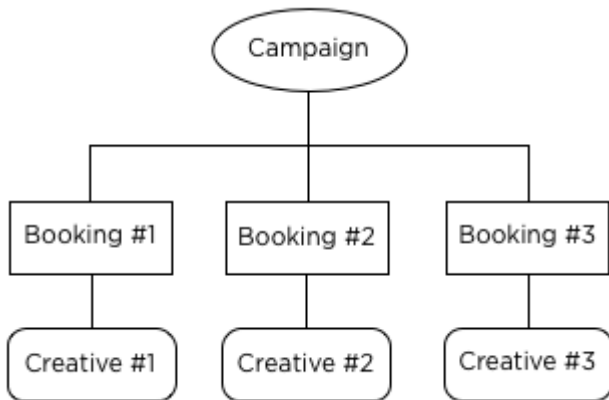 Campaign
Booking #1
Booking #2
Booking #3
Creative #1
Creative #2
Creative #3